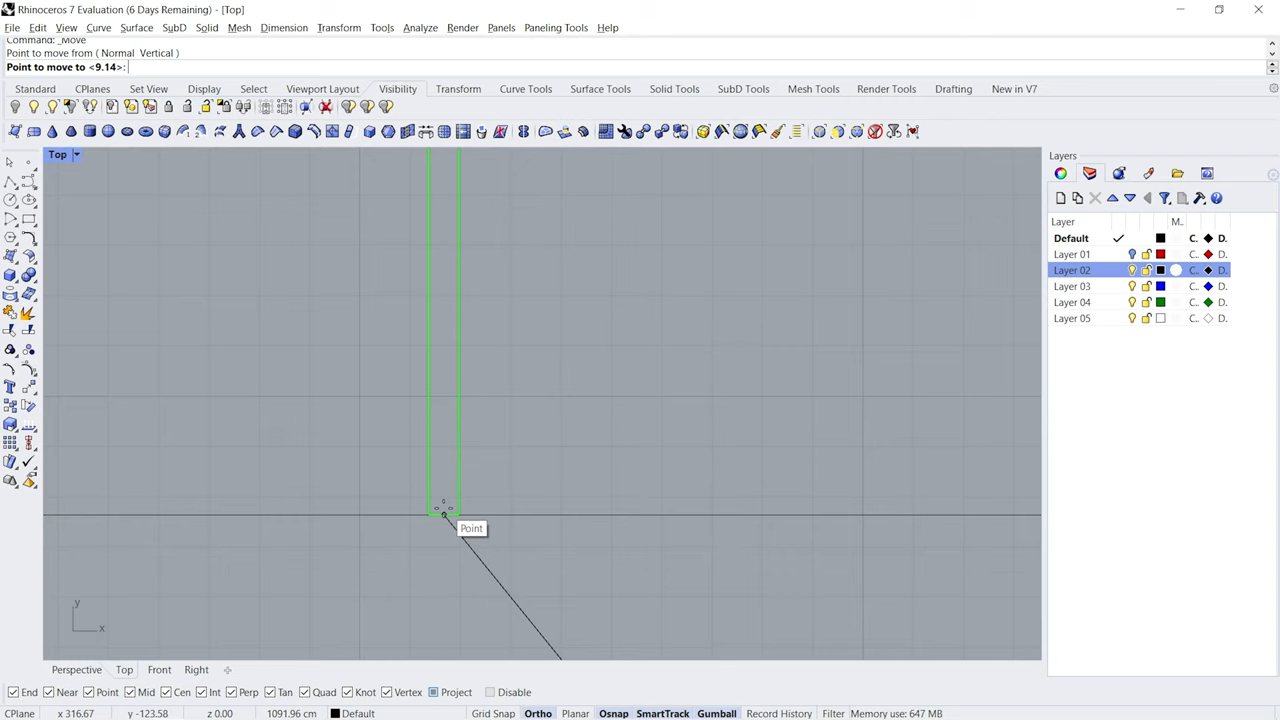 Rhinoceros 7 Evaluation (6 Days Remaining) - [Top]
File Edit View Curve Surface SubD Solid Mesh Dimension Transform Tools Analyze Render Panels Paneling Tools Help
Command: _Move
Point to move from ( Normal Vertical )
Point to move to <9.14>:
Standard CPlanes Set View Display Select Viewport Layout Visibility Transform Curve Tools Surface Tools Solid Tools SubD Tools Mesh Tools Render Tools Drafting New in V7
Top
Layers
Layer M..
Default C.. D.
Layer 01 C.. D.
Layer 02 C.. D.
Layer 03 C.. D.
Layer 04 C.. D.
Layer 05 C.. D.
Point
y
x
Perspective Top Front Right
End Near Point Mid Cen Int Perp Tan Quad Knot Vertex Project Disable
CPlane x 316.67 y -123.58 z 0.00 1091.96 cm Default Grid Snap Ortho Planar Osnap SmartTrack Gumball Record History Filter Memory use: 647 MB